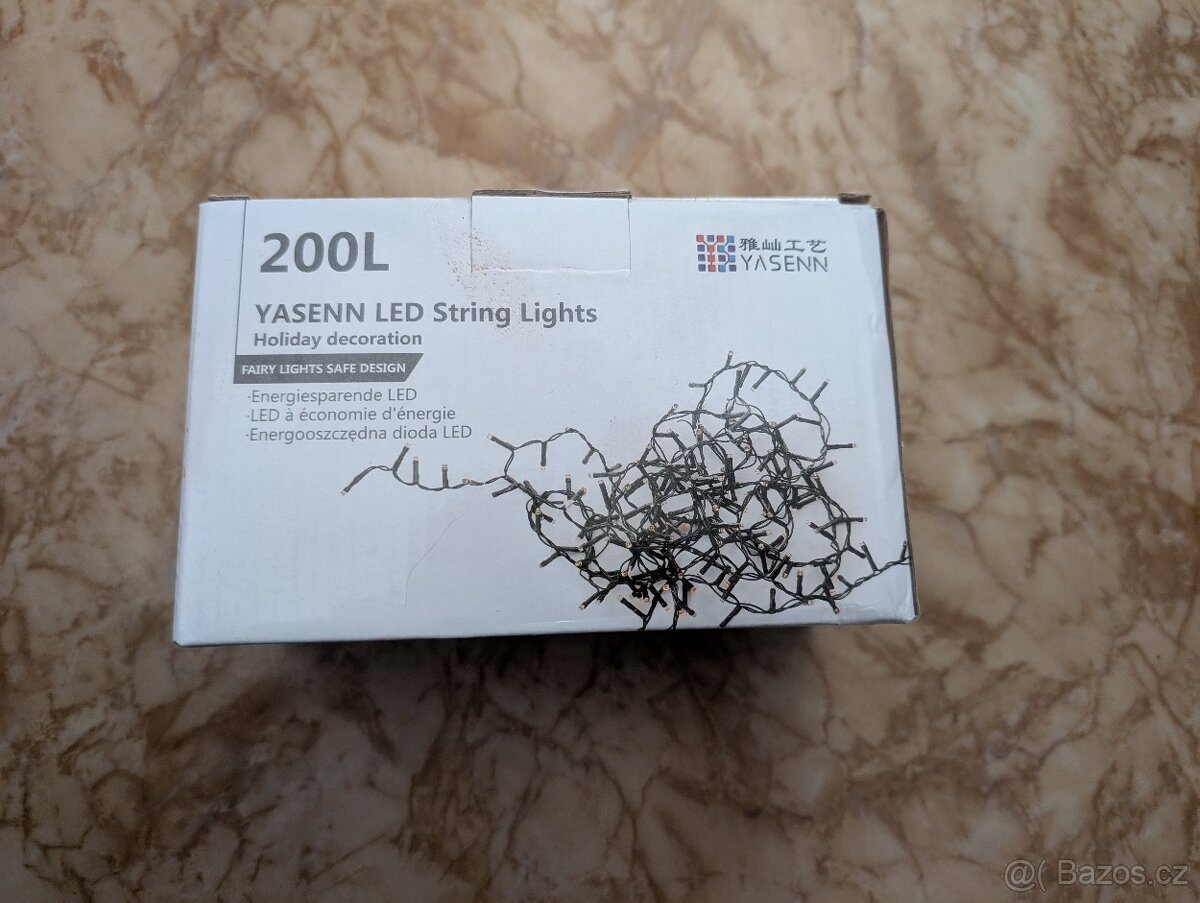 200L
雅屾工艺
YASENN
YASENN LED String Lights
Holiday decoration
FAIRY LIGHTS SAFE DESIGN
·Energiesparende LED
·LED à économie d'énergie
·Energooszczędna dioda LED
@( Bazos.cz